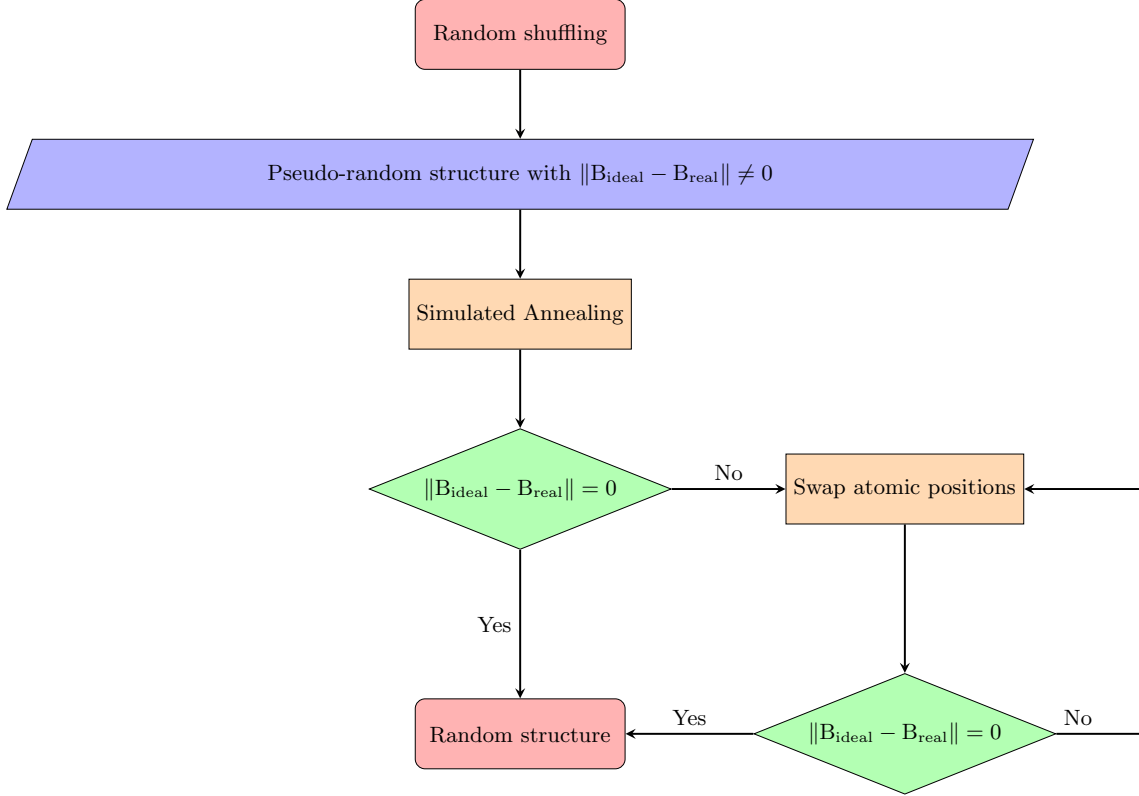 Random shuffling
Pseudo-random structure with ‖B_ideal − B_real‖ ≠ 0
Simulated Annealing
‖B_ideal − B_real‖ = 0
No
Swap atomic positions
Yes
Random structure
Yes
‖B_ideal − B_real‖ = 0
No